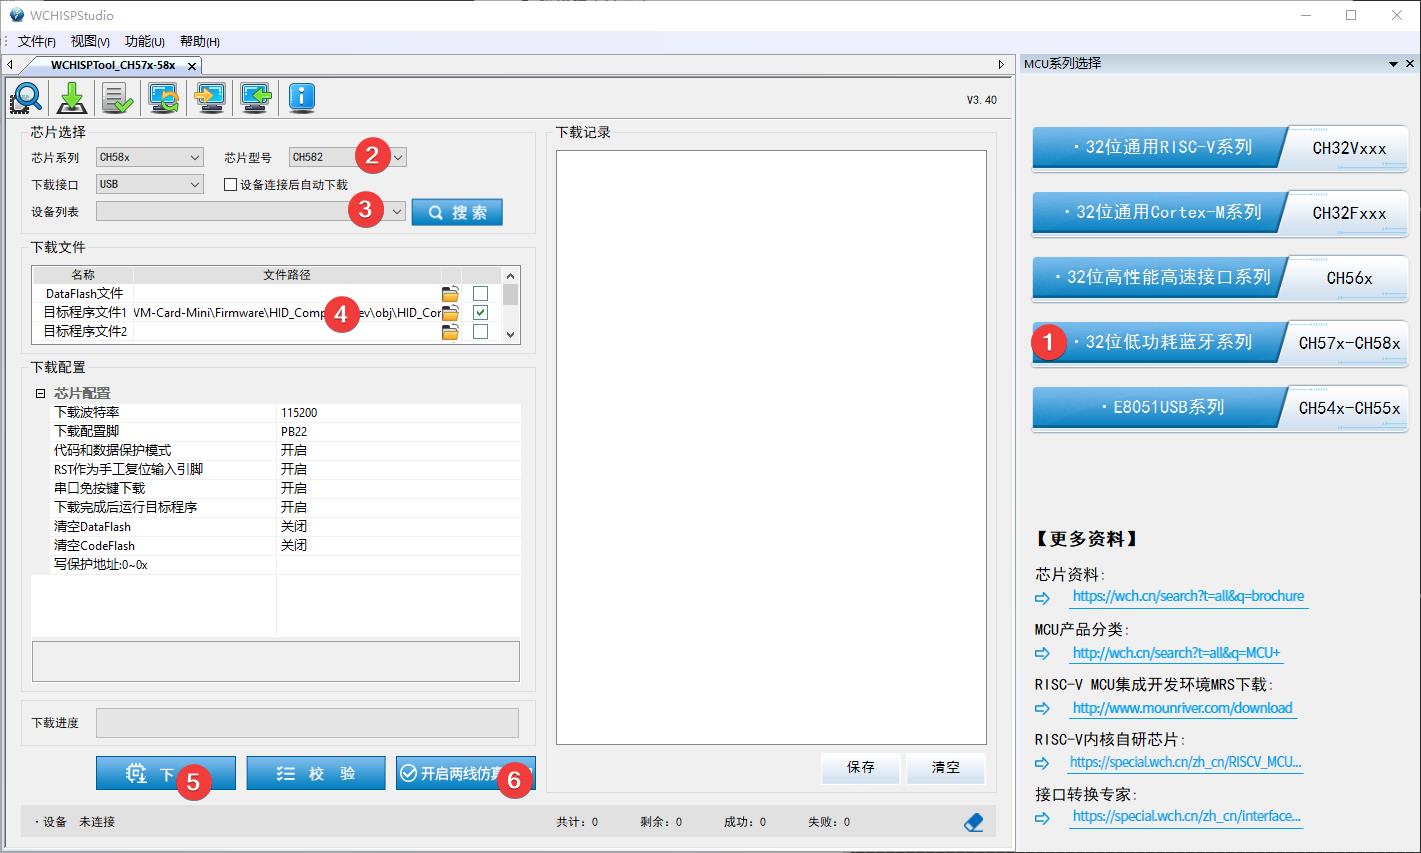 WCHISPStudio
文件(F) 视图(V) 功能(U) 帮助(H)
WCHISPTool_CH57x-58x
V3.40
芯片选择
芯片系列 CH58x 芯片型号 CH582 2
下载接口 USB 设备连接后自动下载
设备列表 3 搜 索
下载文件
名称 文件路径
DataFlash文件
目标程序文件1 VM-Card-Mini\Firmware\HID_Comp 4 ev\obj\HID_Cor
目标程序文件2
下载配置
芯片配置
下载波特率 115200
下载配置脚 PB22
代码和数据保护模式 开启
RST作为手工复位输入引脚 开启
串口免按键下载 开启
下载完成后运行目标程序 开启
清空DataFlash 关闭
清空CodeFlash 关闭
写保护地址:0~0x
下载进度
下 5 校 验 开启两线仿真 6
下载记录
保存 清空
·设备 未连接 共计: 0 剩余: 0 成功: 0 失败: 0
MCU系列选择
·32位通用RISC-V系列 CH32Vxxx
·32位通用Cortex-M系列 CH32Fxxx
·32位高性能高速接口系列 CH56x
1 ·32位低功耗蓝牙系列 CH57x-CH58x
·E8051USB系列 CH54x-CH55x
【更多资料】
芯片资料:
https://wch.cn/search?t=all&q=brochure
MCU产品分类:
http://wch.cn/search?t=all&q=MCU+
RISC-V MCU集成开发环境MRS下载:
http://www.mounriver.com/download
RISC-V内核自研芯片:
https://special.wch.cn/zh_cn/RISCV_MCU...
接口转换专家:
https://special.wch.cn/zh_cn/interface...